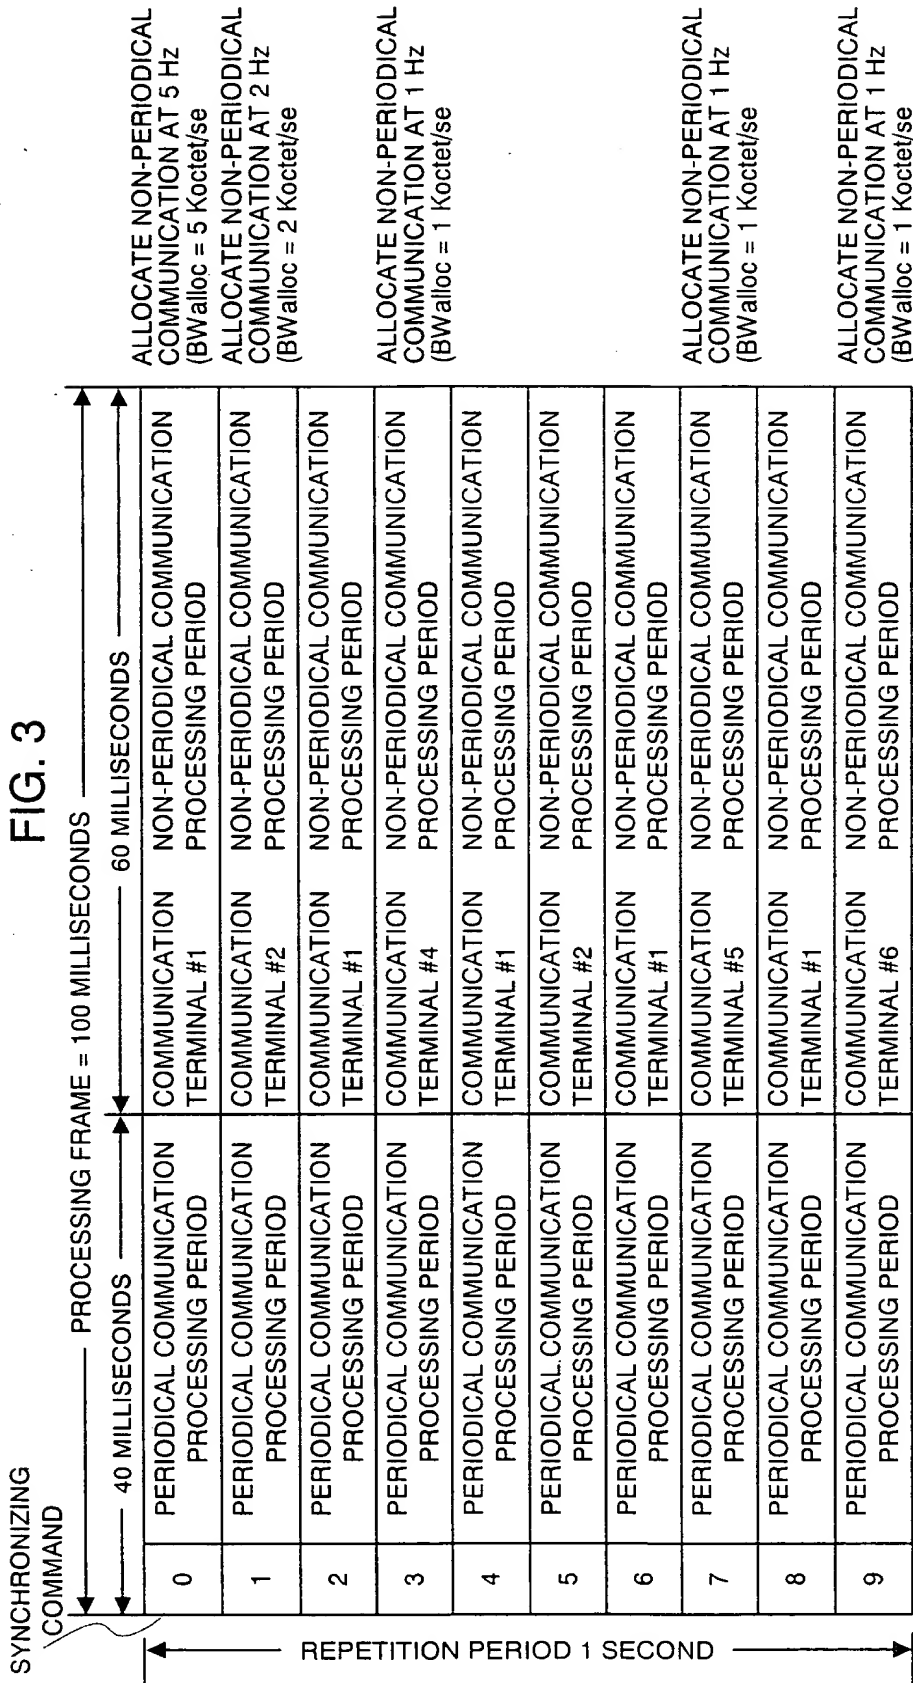 FIG. 3
SYNCHRONIZING
COMMAND
PROCESSING FRAME = 100 MILLISECONDS
40 MILLISECONDS
60 MILLISECONDS
REPETITION PERIOD 1 SECOND
0
PERIODICAL COMMUNICATION
PROCESSING PERIOD
COMMUNICATION
TERMINAL #1
NON-PERIODICAL COMMUNICATION
PROCESSING PERIOD
ALLOCATE NON-PERIODICAL
COMMUNICATION AT 5 Hz
(BWalloc = 5 Koctet/se
1
PERIODICAL COMMUNICATION
PROCESSING PERIOD
COMMUNICATION
TERMINAL #2
NON-PERIODICAL COMMUNICATION
PROCESSING PERIOD
ALLOCATE NON-PERIODICAL
COMMUNICATION AT 2 Hz
(BWalloc = 2 Koctet/se
2
PERIODICAL COMMUNICATION
PROCESSING PERIOD
COMMUNICATION
TERMINAL #1
NON-PERIODICAL COMMUNICATION
PROCESSING PERIOD
3
PERIODICAL COMMUNICATION
PROCESSING PERIOD
COMMUNICATION
TERMINAL #4
NON-PERIODICAL COMMUNICATION
PROCESSING PERIOD
ALLOCATE NON-PERIODICAL
COMMUNICATION AT 1 Hz
(BWalloc = 1 Koctet/se
4
PERIODICAL COMMUNICATION
PROCESSING PERIOD
COMMUNICATION
TERMINAL #1
NON-PERIODICAL COMMUNICATION
PROCESSING PERIOD
5
PERIODICAL COMMUNICATION
PROCESSING PERIOD
COMMUNICATION
TERMINAL #2
NON-PERIODICAL COMMUNICATION
PROCESSING PERIOD
6
PERIODICAL COMMUNICATION
PROCESSING PERIOD
COMMUNICATION
TERMINAL #1
NON-PERIODICAL COMMUNICATION
PROCESSING PERIOD
7
PERIODICAL COMMUNICATION
PROCESSING PERIOD
COMMUNICATION
TERMINAL #5
NON-PERIODICAL COMMUNICATION
PROCESSING PERIOD
ALLOCATE NON-PERIODICAL
COMMUNICATION AT 1 Hz
(BWalloc = 1 Koctet/se
8
PERIODICAL COMMUNICATION
PROCESSING PERIOD
COMMUNICATION
TERMINAL #1
NON-PERIODICAL COMMUNICATION
PROCESSING PERIOD
9
PERIODICAL COMMUNICATION
PROCESSING PERIOD
COMMUNICATION
TERMINAL #6
NON-PERIODICAL COMMUNICATION
PROCESSING PERIOD
ALLOCATE NON-PERIODICAL
COMMUNICATION AT 1 Hz
(BWalloc = 1 Koctet/se